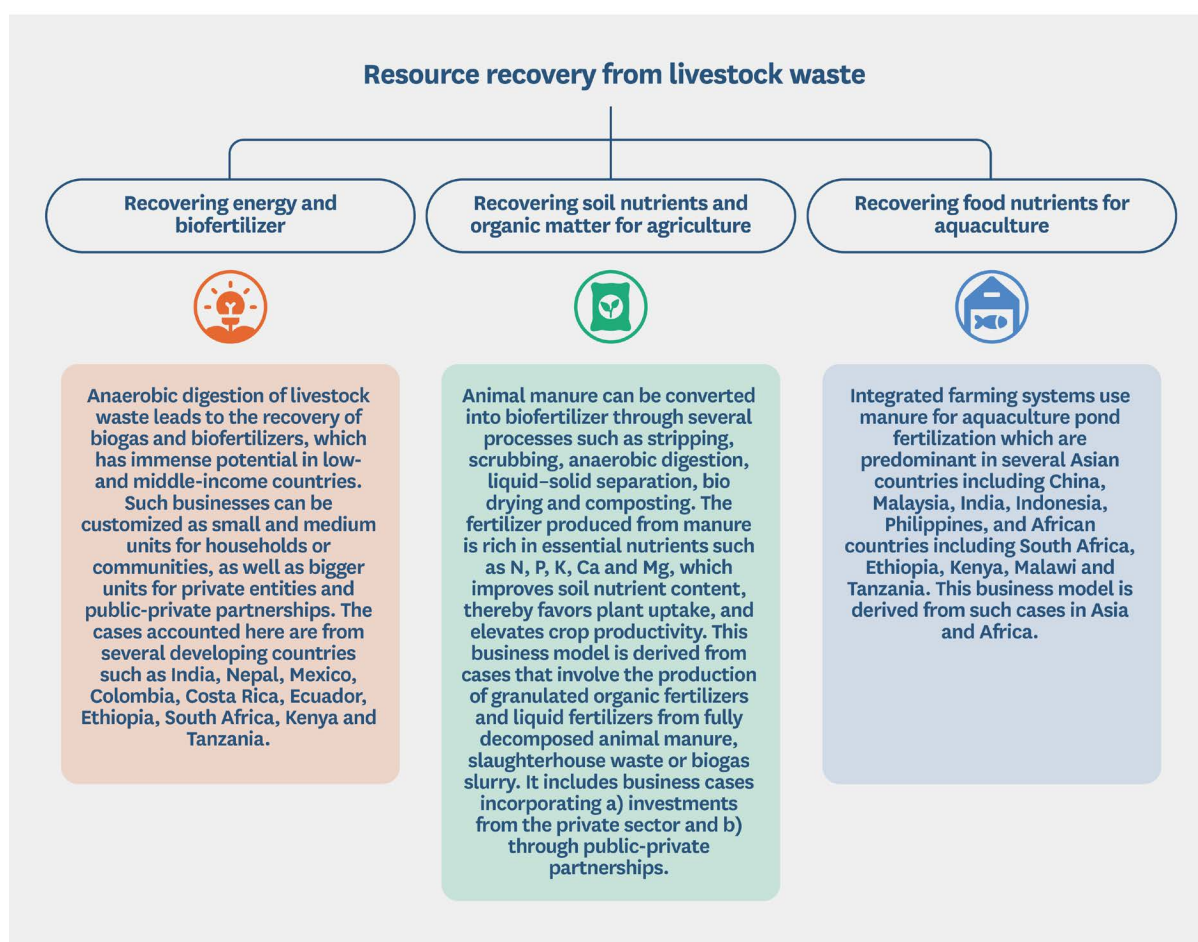 Resource recovery from livestock waste
Recovering energy and
biofertilizer
Recovering soil nutrients and
organic matter for agriculture
Recovering food nutrients for
aquaculture
Anaerobic digestion of livestock
waste leads to the recovery of
biogas and biofertilizers, which
has immense potential in low-
and middle-income countries.
Such businesses can be
customized as small and medium
units for households or
communities, as well as bigger
units for private entities and
public-private partnerships. The
cases accounted here are from
several developing countries
such as India, Nepal, Mexico,
Colombia, Costa Rica, Ecuador,
Ethiopia, South Africa, Kenya and
Tanzania.
Animal manure can be converted
into biofertilizer through several
processes such as stripping,
scrubbing, anaerobic digestion,
liquid–solid separation, bio
drying and composting. The
fertilizer produced from manure
is rich in essential nutrients such
as N, P, K, Ca and Mg, which
improves soil nutrient content,
thereby favors plant uptake, and
elevates crop productivity. This
business model is derived from
cases that involve the production
of granulated organic fertilizers
and liquid fertilizers from fully
decomposed animal manure,
slaughterhouse waste or biogas
slurry. It includes business cases
incorporating a) investments
from the private sector and b)
through public-private
partnerships.
Integrated farming systems use
manure for aquaculture pond
fertilization which are
predominant in several Asian
countries including China,
Malaysia, India, Indonesia,
Philippines, and African
countries including South Africa,
Ethiopia, Kenya, Malawi and
Tanzania. This business model is
derived from such cases in Asia
and Africa.